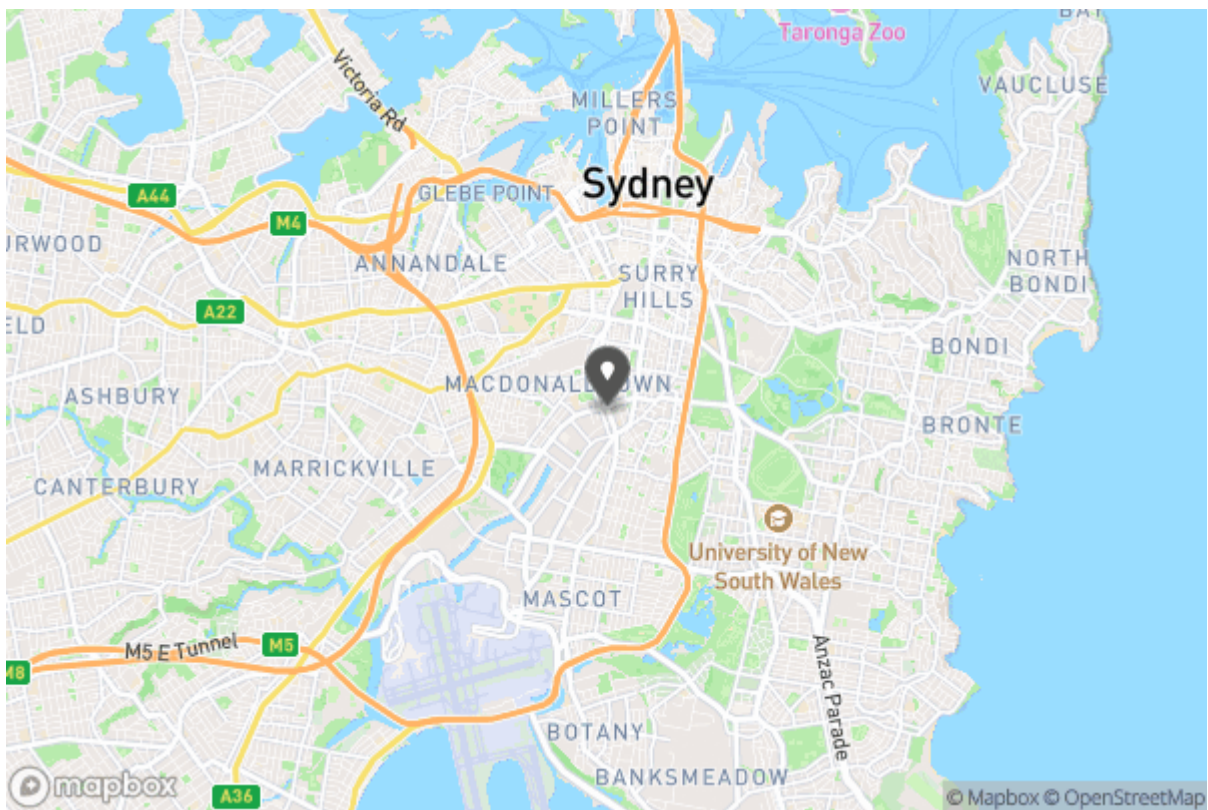 BAY
Taronga Zoo
VAUCLUSE
Victoria Rd
MILLERS
POINT
Sydney
A44
GLEBE POINT
M4
URWOOD
ANNANDALE
SURRY
HILLS
NORTH
BONDI
A22
ELD
BONDI
MACDONALD
OWN
ASHBURY
BRONTE
MARRICKVILLE
CANTERBURY
University of New
South Wales
MASCOT
M5 E Tunnel
M5
M8
Anzac Parade
BOTANY
BANKSMEADOW
mapbox
A36
© Mapbox © OpenStreetMap